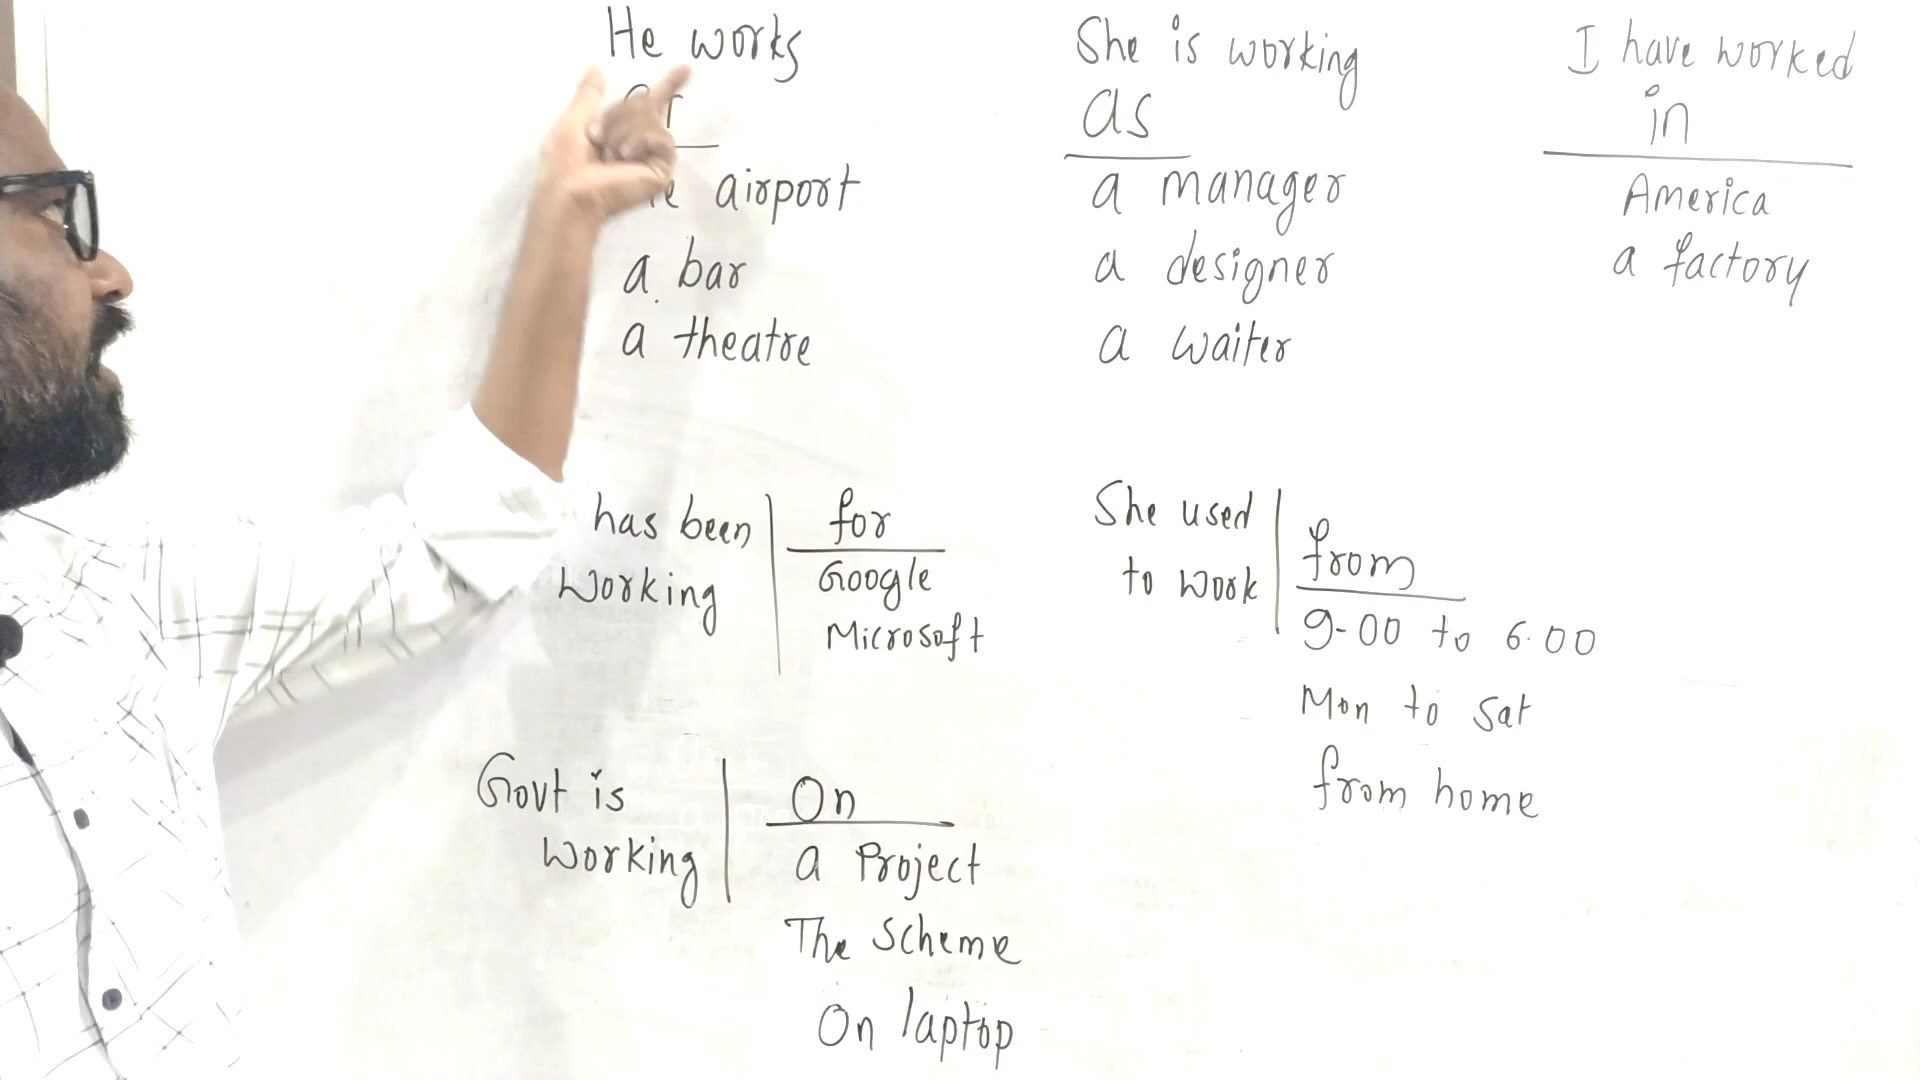 He works
airport
a bar
a theatre
She is working
as
a manager
a designer
a waiter
I have worked
in
America
a factory
has been
working
for
Google
Microsoft
She used
to work
from
9-00 to 6.00
Mon to Sat
from home
Govt is
working
On
a Project
The Scheme
On laptop